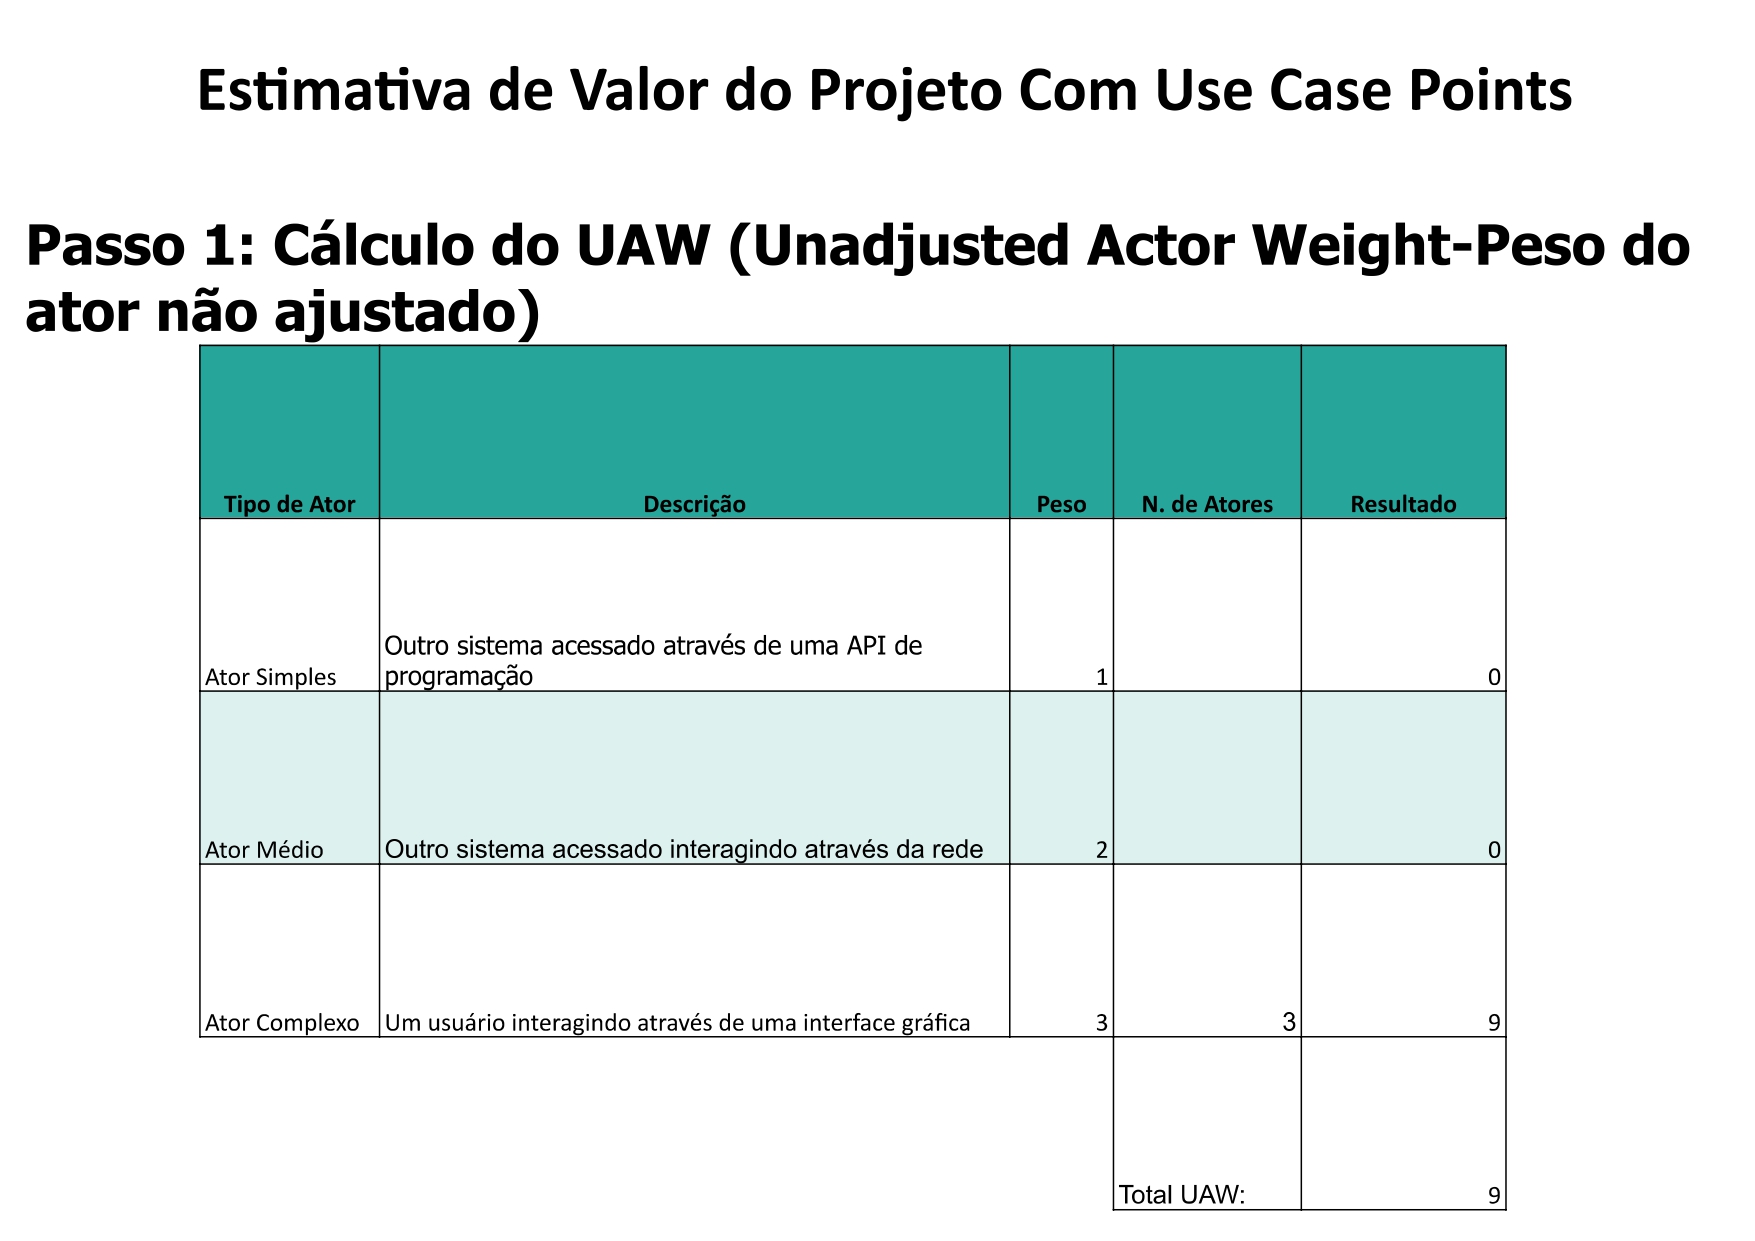 Estimativa de Valor do Projeto Com Use Case Points
Passo 1: Cálculo do UAW (Unadjusted Actor Weight-Peso do
ator não ajustado)
Tipo de Ator Descrição Peso N. de Atores Resultado
Outro sistema acessado através de uma API de
Ator Simples programação 1 0
Ator Médio Outro sistema acessado interagindo através da rede 2 0
Ator Complexo Um usuário interagindo através de uma interface gráfica 3 3 9
Total UAW: 9